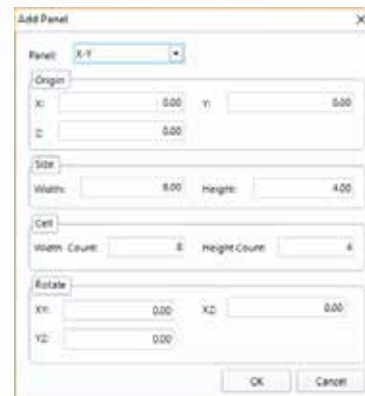 Add Panel
Panel: X-Y
Origin
X: 0.00 Y: 0.00
Z: 0.00
Size
Width: 8.00 Height: 4.00
Cell
Width Count: 8 Height Count: 4
Rotate
XY: 0.00 XZ: 0.00
YZ: 0.00
OK Cancel